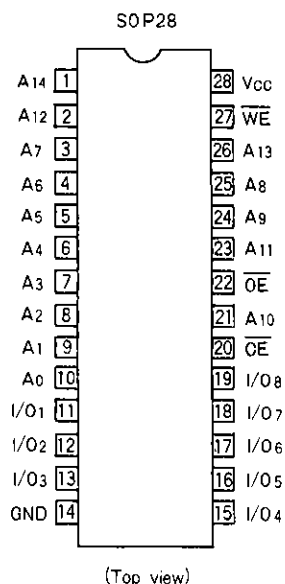 SOP28
A14 1 28 Vcc
A12 2 27 WE
A7 3 26 A13
A6 4 25 A8
A5 5 24 A9
A4 6 23 A11
A3 7 22 OE
A2 8 21 A10
A1 9 20 CE
A0 10 19 I/O8
I/O1 11 18 I/O7
I/O2 12 17 I/O6
I/O3 13 16 I/O5
GND 14 15 I/O4
(Top view)